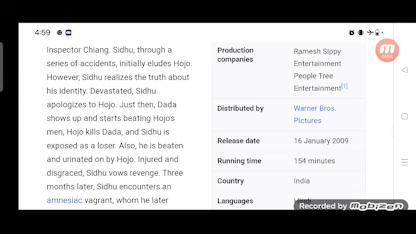 4:59
Inspector Chiang. Sidhu, through a
series of accidents, initially eludes Hojo.
However, Sidhu realizes the truth about
his identity. Devastated, Sidhu
apologizes to Hojo. Just then, Dada
shows up and starts beating Hojo's
men, Hojo kills Dada, and Sidhu is
exposed as a loser. Also, he is beaten
and urinated on by Hojo. Injured and
disgraced, Sidhu vows revenge. Three
months later, Sidhu encounters an
amnesiac vagrant, whom he later
Production companies
Ramesh Sippy
Entertainment
People Tree
Entertainment[1]
Distributed by
Warner Bros.
Pictures
Release date
16 January 2009
Running time
154 minutes
Country
India
Languages
Hindi
Recorded by MOBIZEN